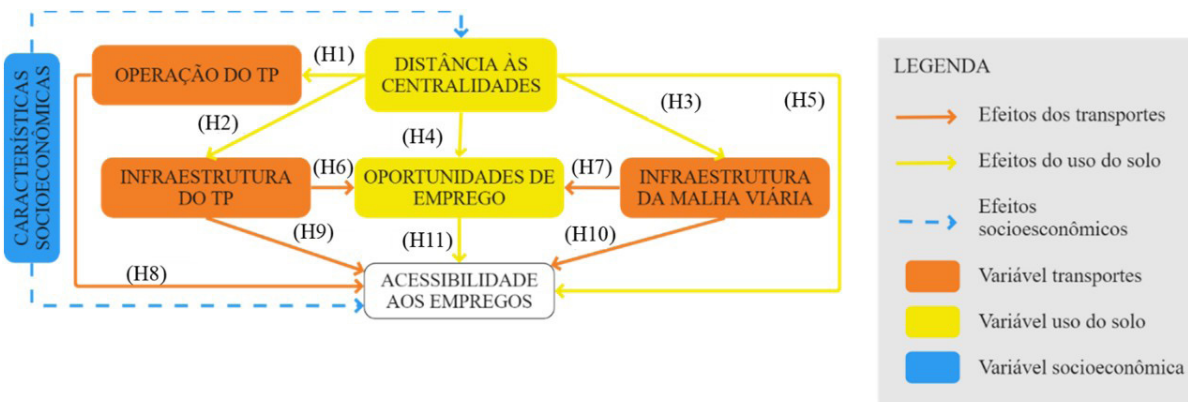 CARACTERÍSTICAS
SOCIOECONÔMICAS
OPERAÇÃO DO TP
(H1)
DISTÂNCIA ÀS
CENTRALIDADES
(H2)
(H3)
(H4)
(H5)
INFRAESTRUTURA
DO TP
(H6)
OPORTUNIDADES DE
EMPREGO
(H7)
INFRAESTRUTURA
DA MALHA VIÁRIA
(H8)
(H9)
(H11)
(H10)
ACESSIBILIDADE
AOS EMPREGOS
LEGENDA
Efeitos dos transportes
Efeitos do uso do solo
Efeitos
socioesconômicos
Variável transportes
Variável uso do solo
Variável socioeconômica